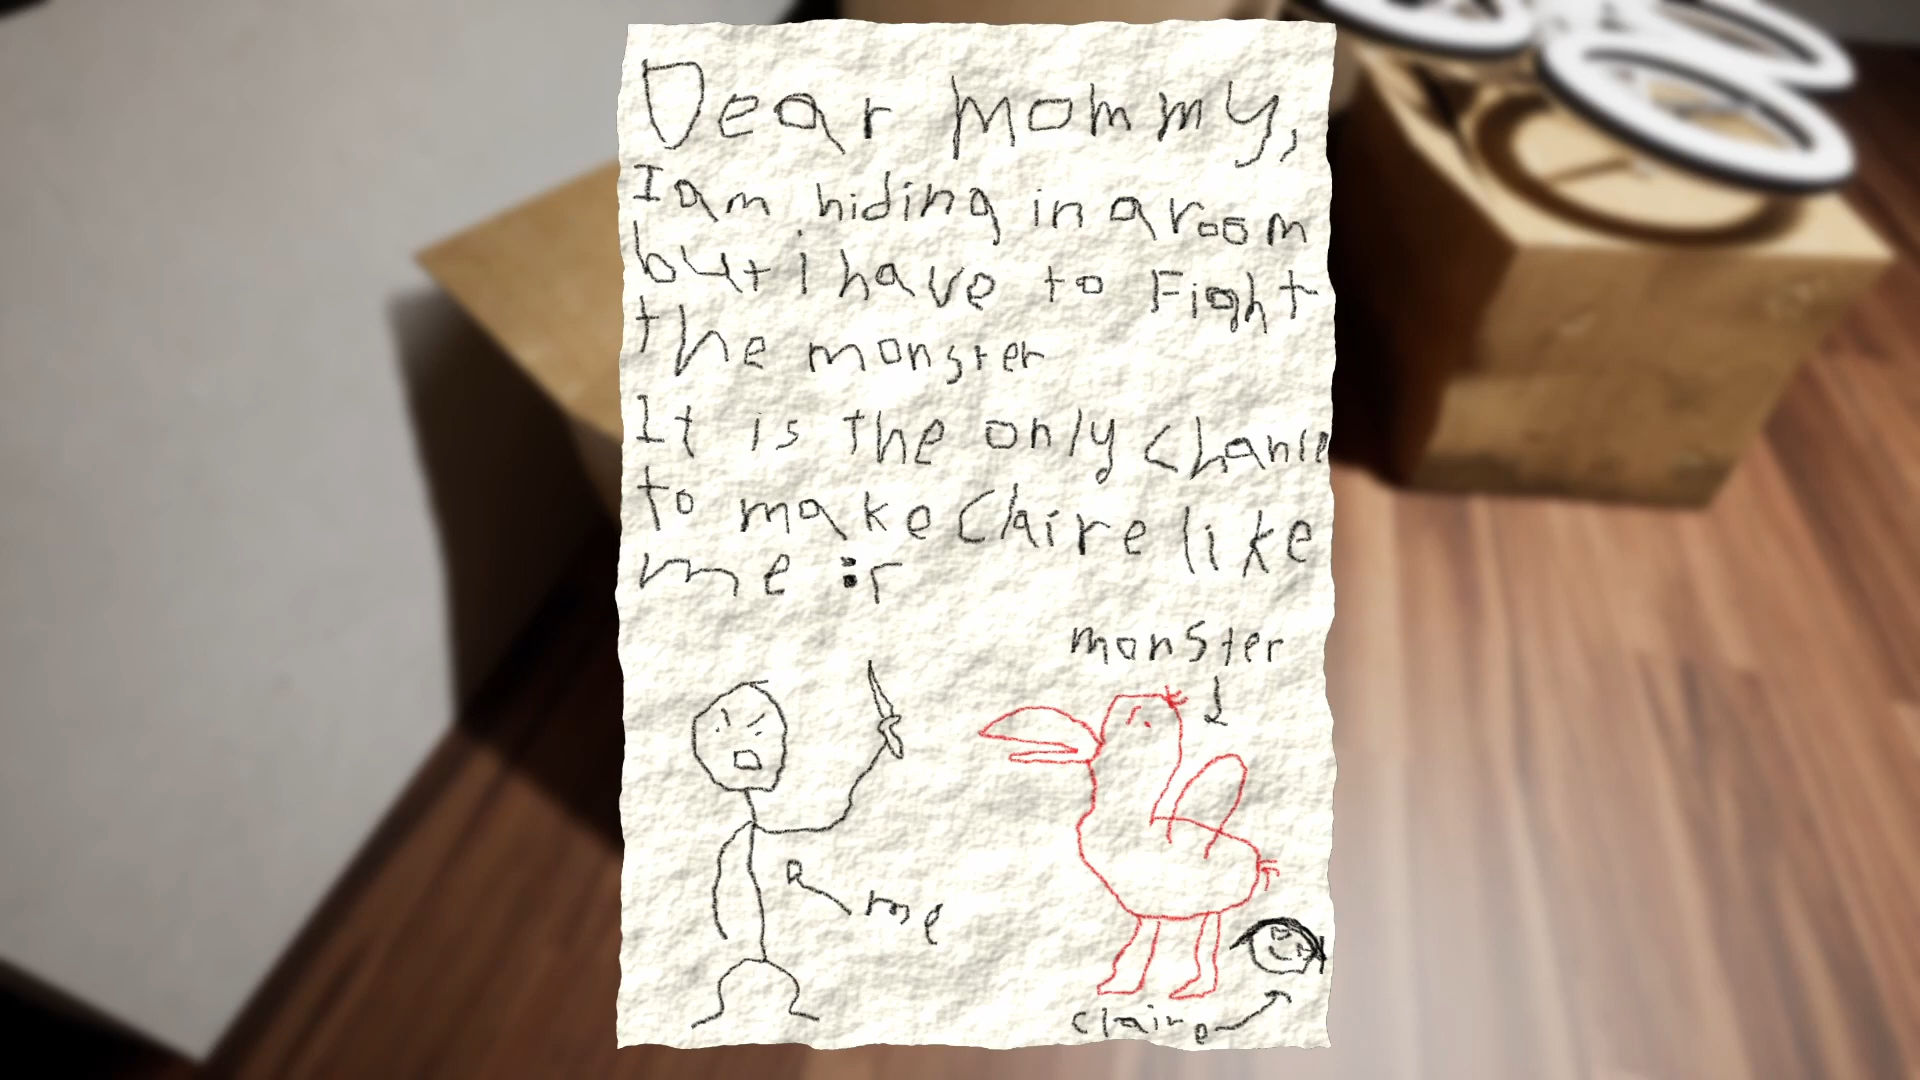 Dear mommy,
I am hiding in a room
but i have to Fight
the monster
It is the only chance
to make Claire like
me :r
monster
me
claire